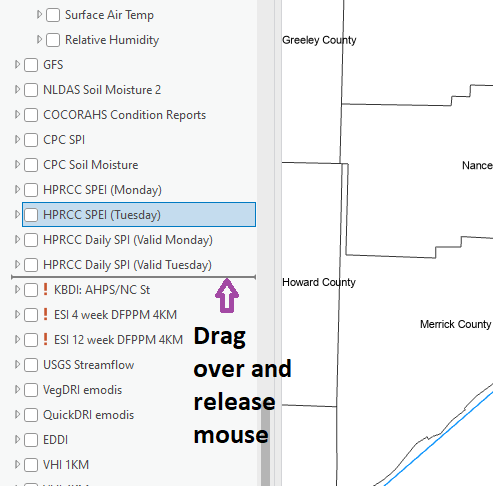 Surface Air Temp
Relative Humidity
GFS
NLDAS Soil Moisture 2
COCORAHS Condition Reports
CPC SPI
CPC Soil Moisture
HPRCC SPEI (Monday)
HPRCC SPEI (Tuesday)
HPRCC Daily SPI (Valid Monday)
HPRCC Daily SPI (Valid Tuesday)
! KBDI: AHPS/NC St
! ESI 4 week DFPPM 4KM
! ESI 12 week DFPPM 4KM
USGS Streamflow
VegDRI emodis
QuickDRI emodis
EDDI
VHI 1KM
Drag
over and
release
mouse
Greeley County
Nance
Howard County
Merrick County